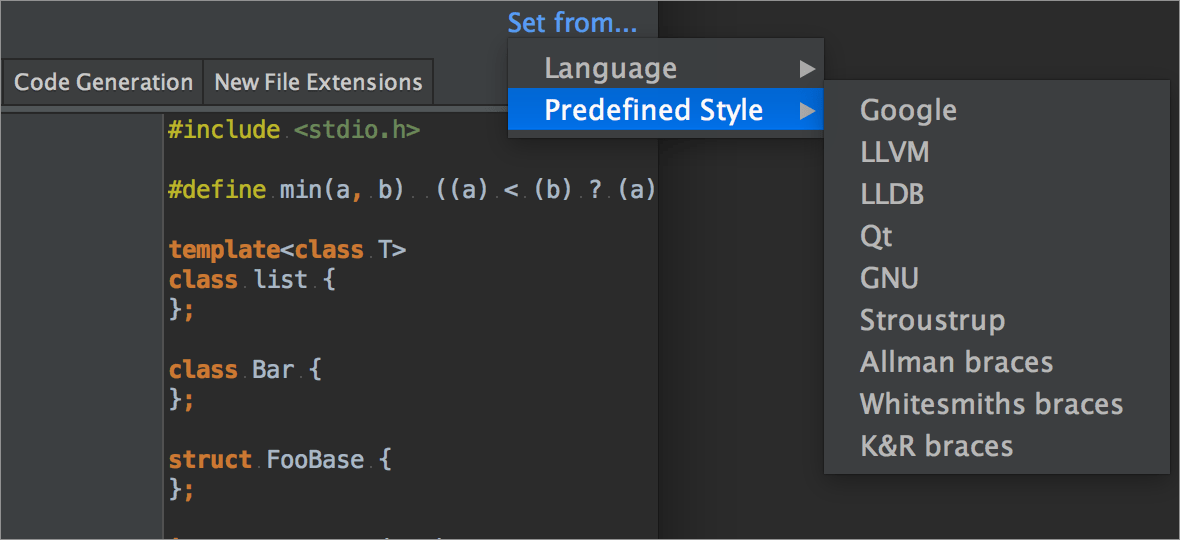 Set from...
Language
Predefined Style
Google
LLVM
LLDB
Qt
GNU
Stroustrup
Allman braces
Whitesmiths braces
K&R braces
Code Generation
New File Extensions
#include <stdio.h>
#define min(a, b)  ((a) < (b) ? (a)
template<class T>
class list {
};
class Bar {
};
struct FooBase {
};